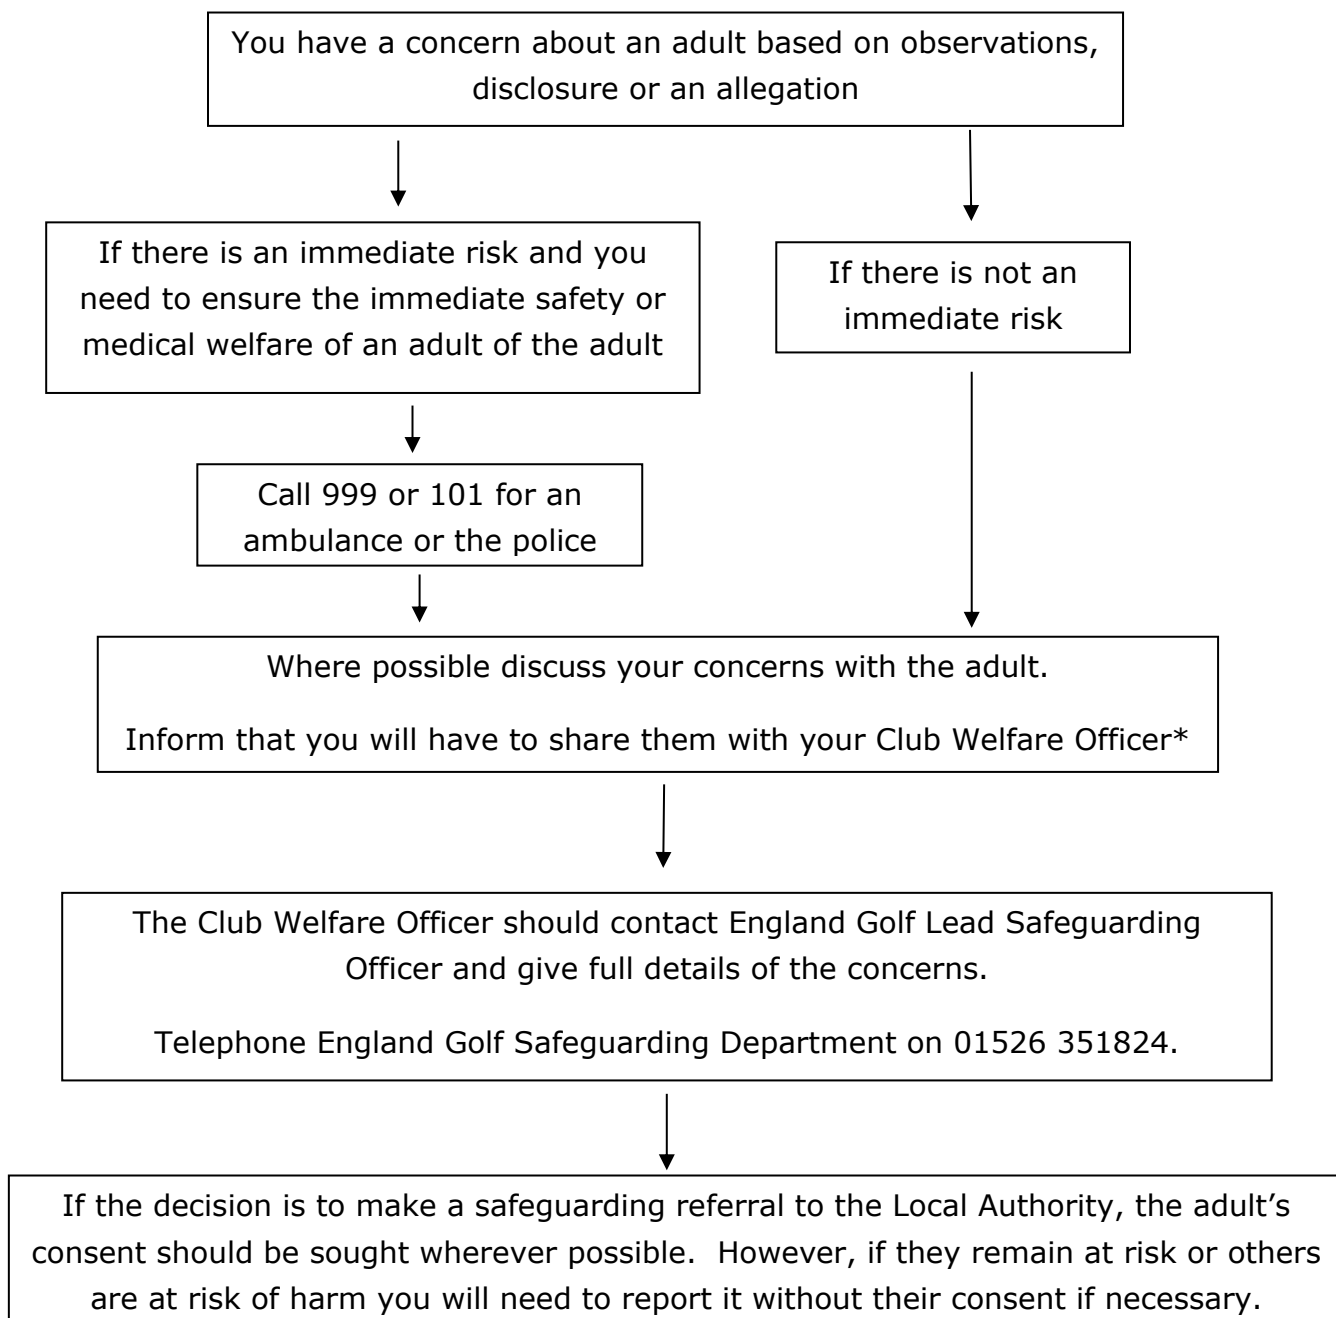 You have a concern about an adult based on observations,
disclosure or an allegation
If there is an immediate risk and you
need to ensure the immediate safety or
medical welfare of an adult of the adult
If there is not an
immediate risk
Call 999 or 101 for an
ambulance or the police
Where possible discuss your concerns with the adult.
Inform that you will have to share them with your Club Welfare Officer*
The Club Welfare Officer should contact England Golf Lead Safeguarding
Officer and give full details of the concerns.
Telephone England Golf Safeguarding Department on 01526 351824.
If the decision is to make a safeguarding referral to the Local Authority, the adult’s
consent should be sought wherever possible.  However, if they remain at risk or others
are at risk of harm you will need to report it without their consent if necessary.